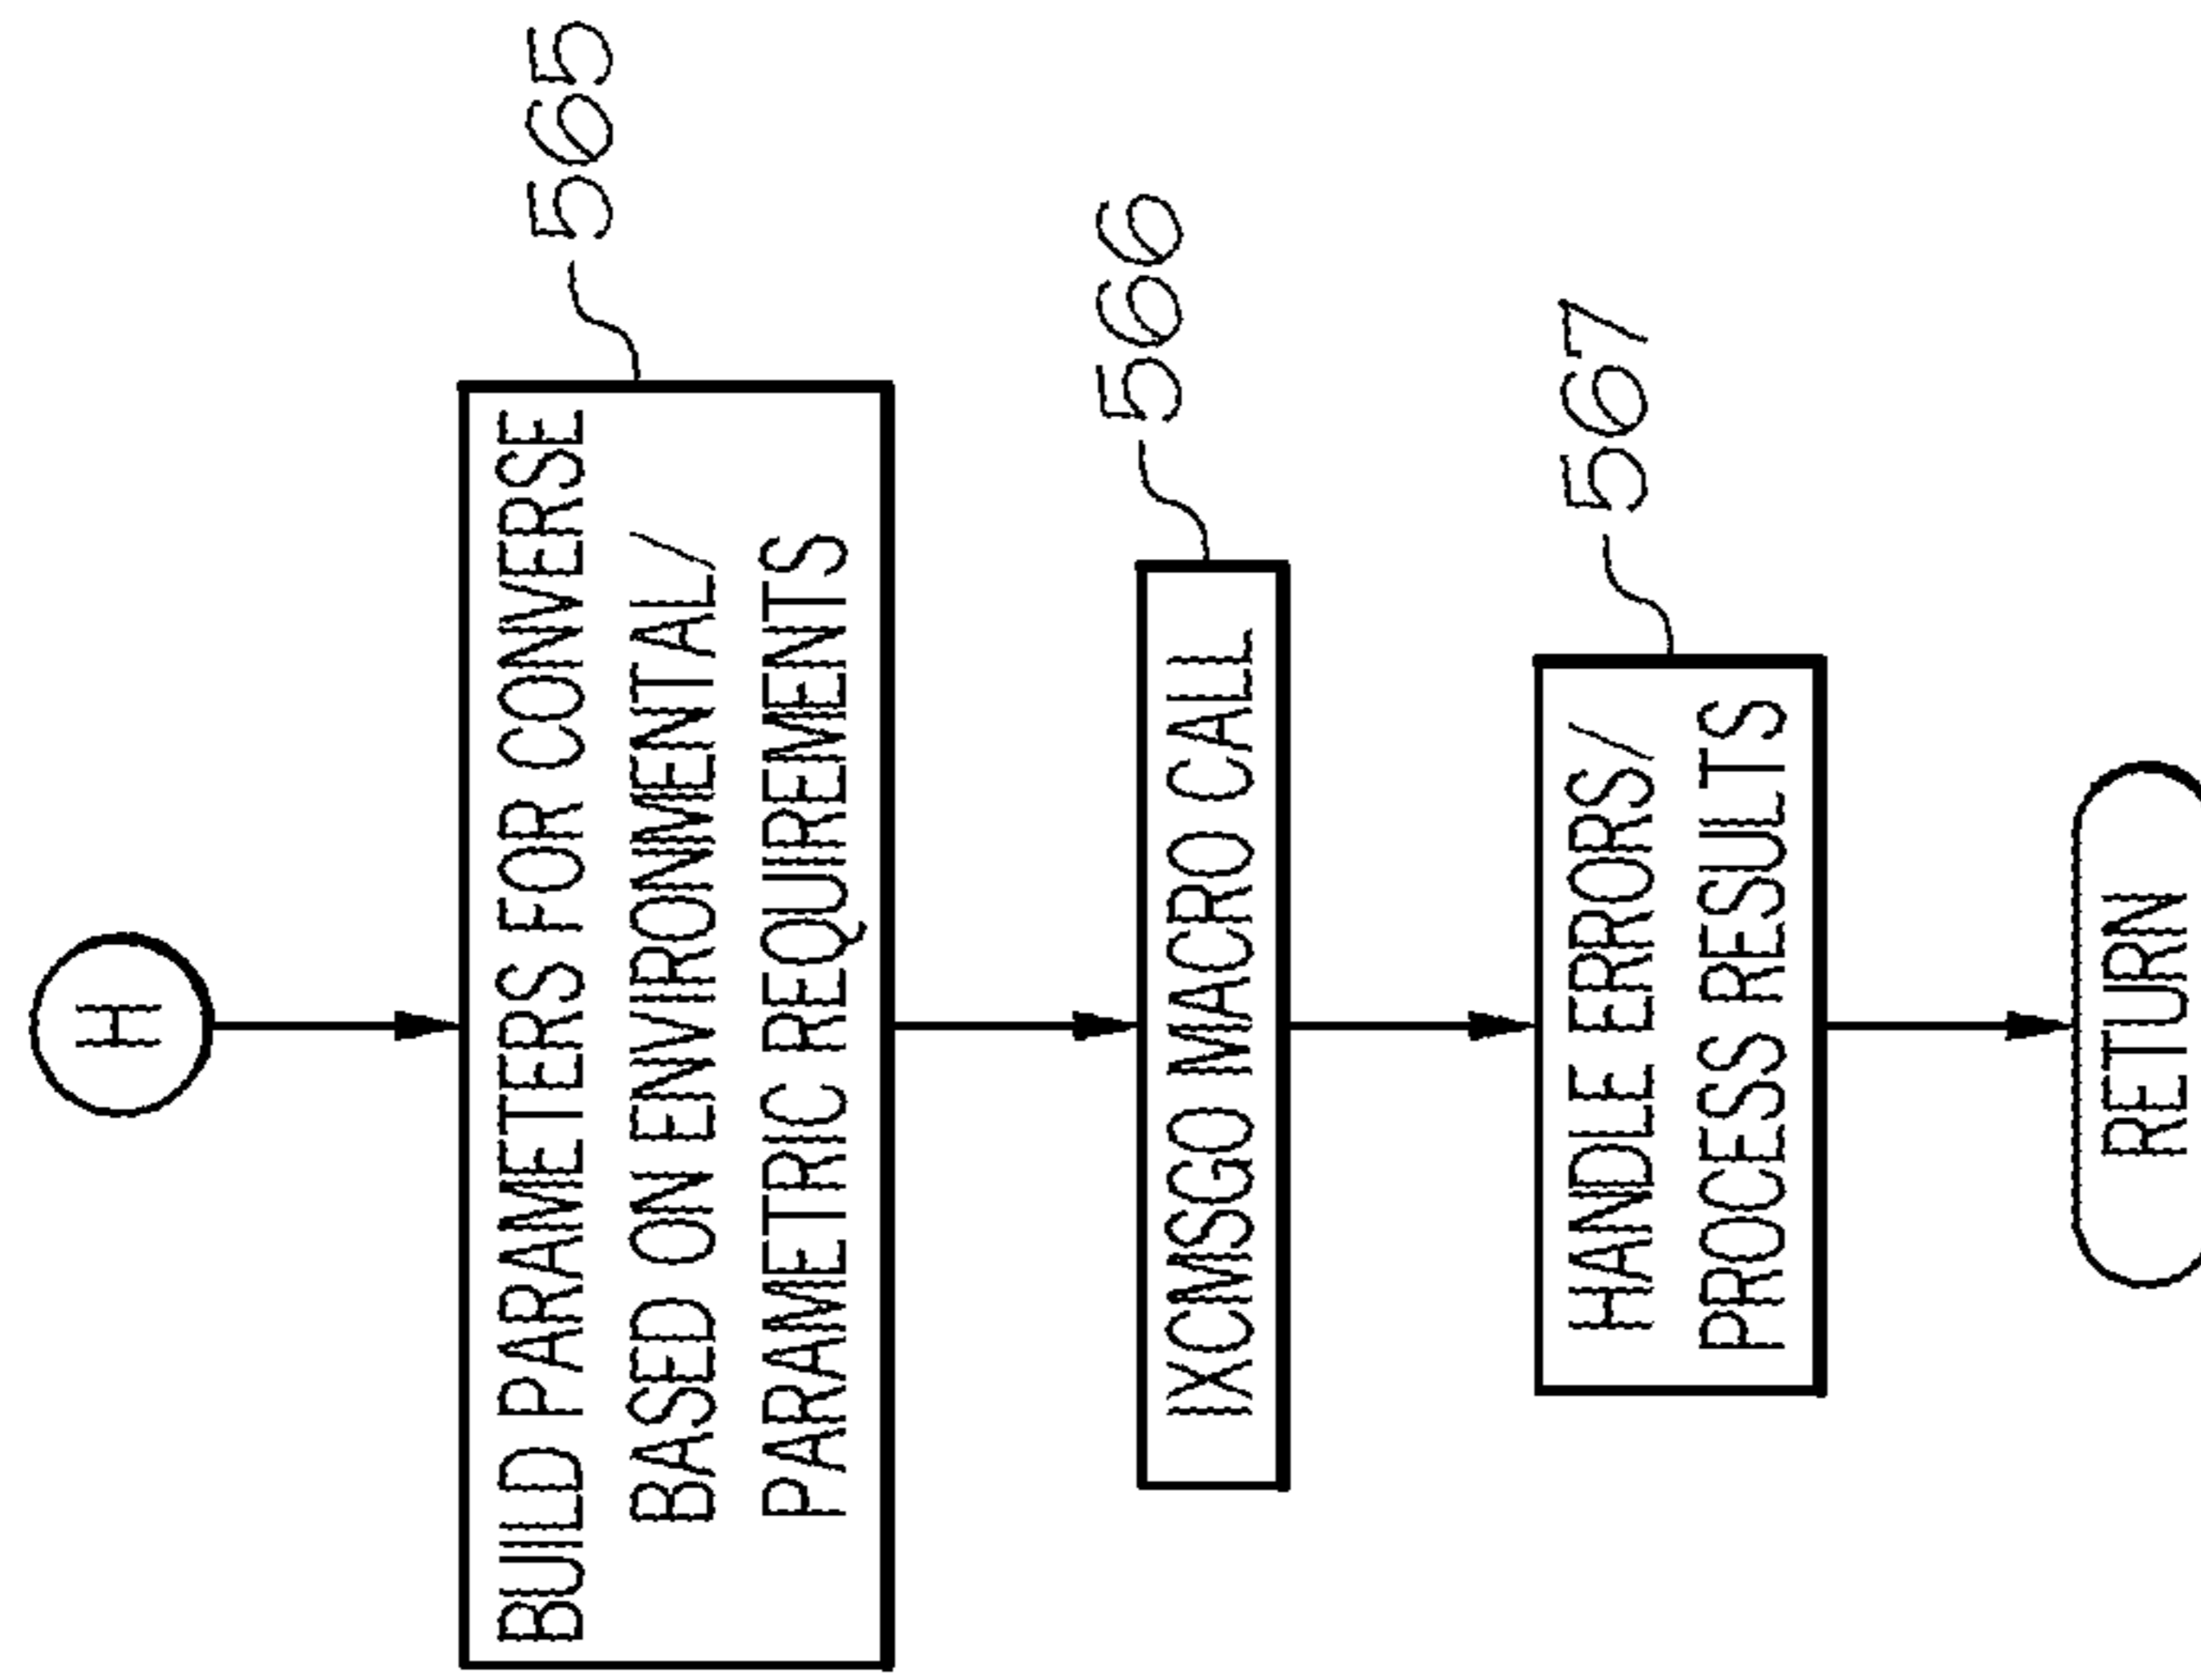 H
BUILD PARAMETERS FOR CONVERSE
BASED ON ENVIRONMENTAL/
PARAMETRIC REQUIREMENTS
565
IXCMSGO MACRO CALL
566
HANDLE ERRORS/
PROCESS RESULTS
567
RETURN